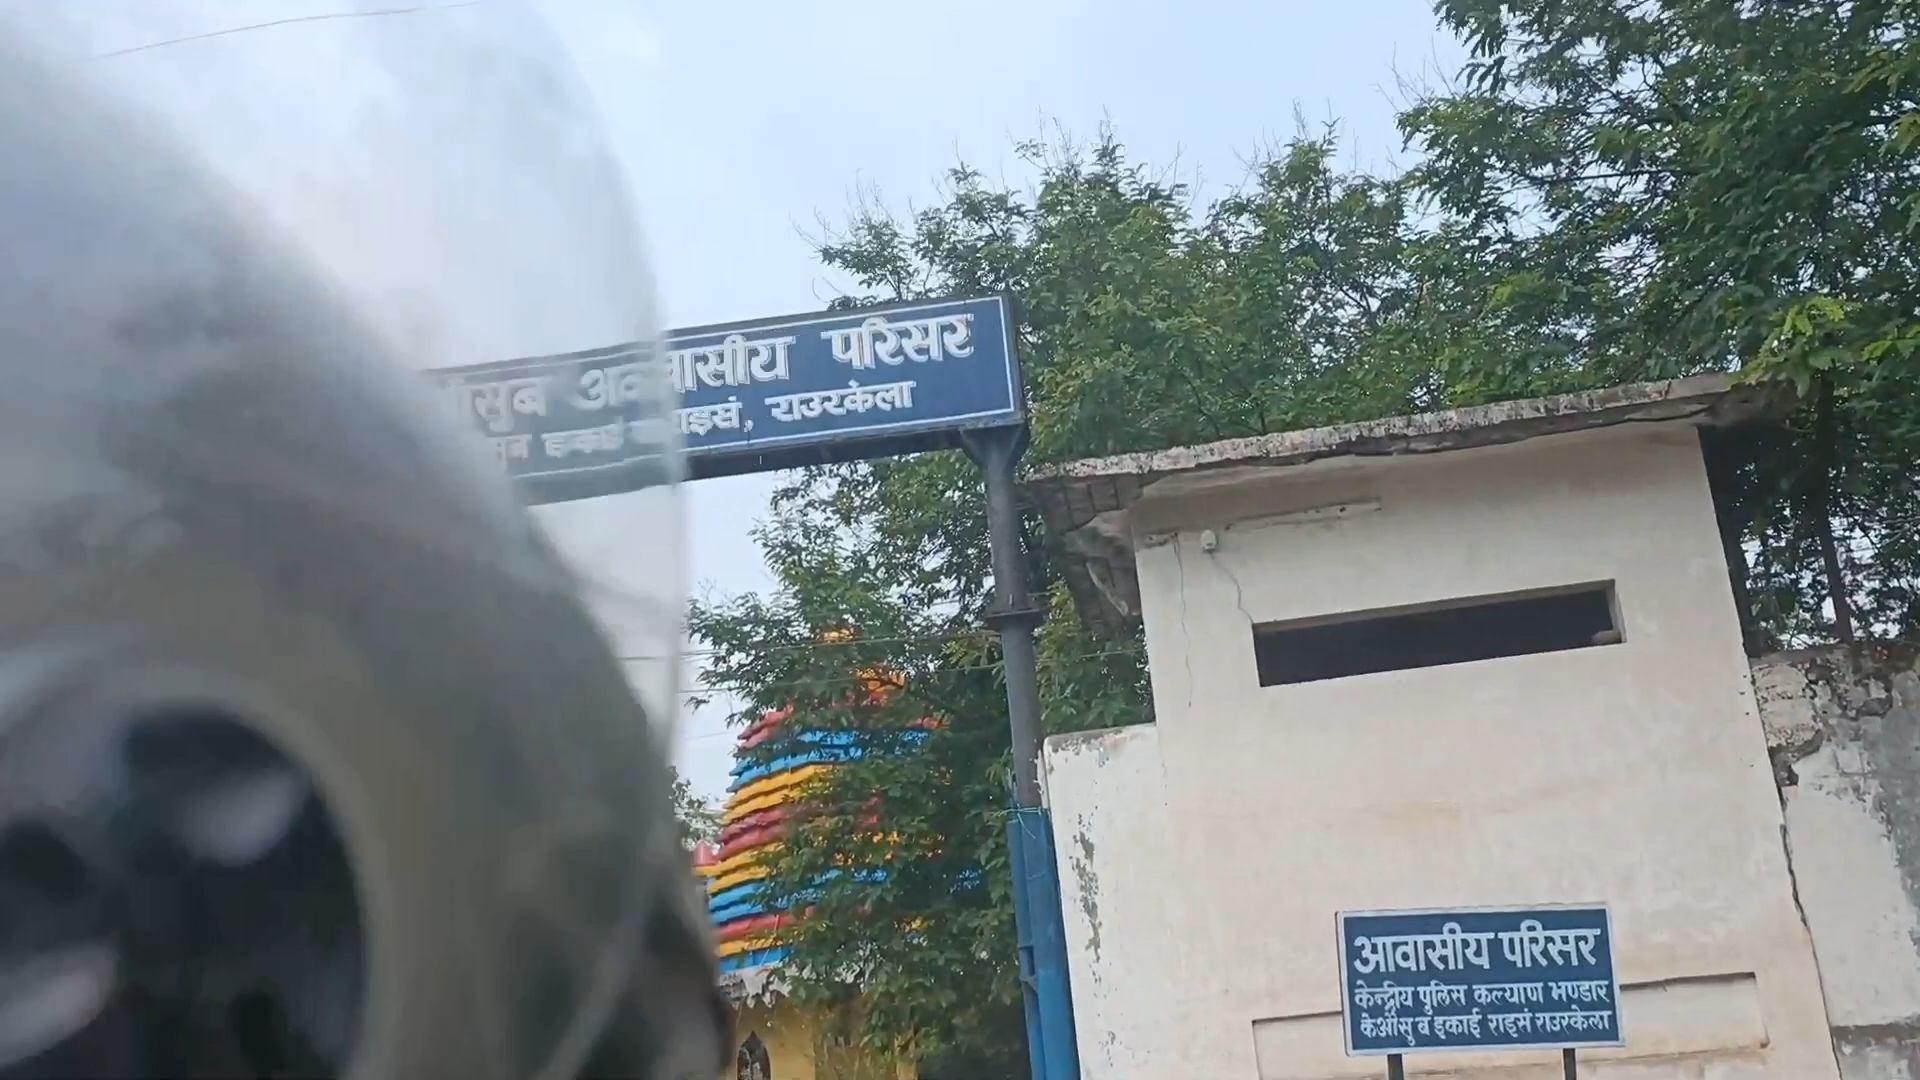 आवासीय परिसर
राउरकेला
आवासीय परिसर
केन्द्रीय पुलिस कल्याण भण्डार
केऔसुब इकाई राइसं राउरकेला